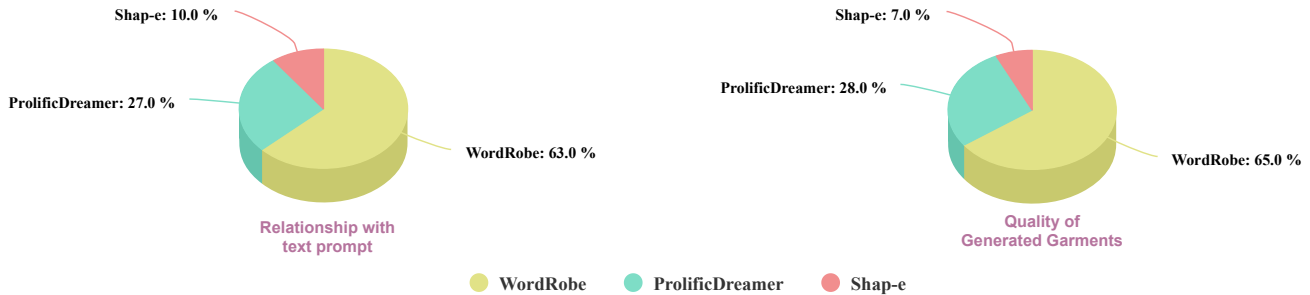 Shap-e: 10.0 %
ProlificDreamer: 27.0 %
WordRobe: 63.0 %
Relationship with
text prompt
Shap-e: 7.0 %
ProlificDreamer: 28.0 %
WordRobe: 65.0 %
Quality of
Generated Garments
WordRobe
ProlificDreamer
Shap-e